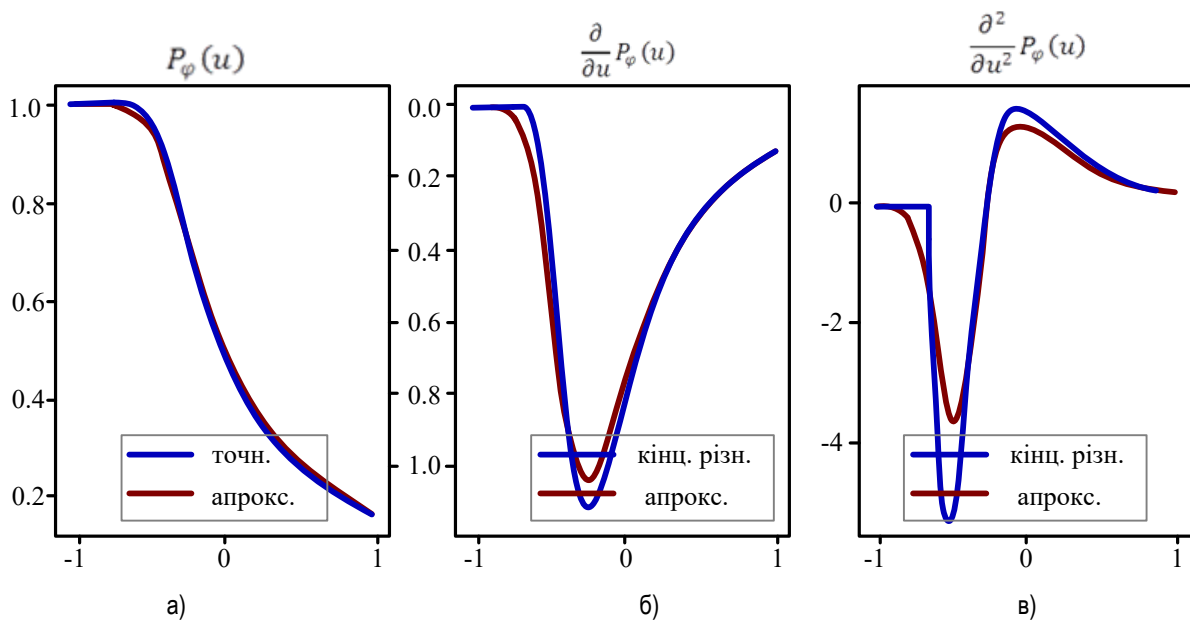 P_φ(u)
∂/∂u P_φ(u)
∂²/∂u² P_φ(u)
1.0
0.8
0.6
0.4
0.2
точн.
апрокс.
-1 0 1
а)
0.0
0.2
0.4
0.6
0.8
1.0
кінц. різн.
апрокс.
-1 0 1
б)
0
-2
-4
кінц. різн.
апрокс.
-1 0 1
в)